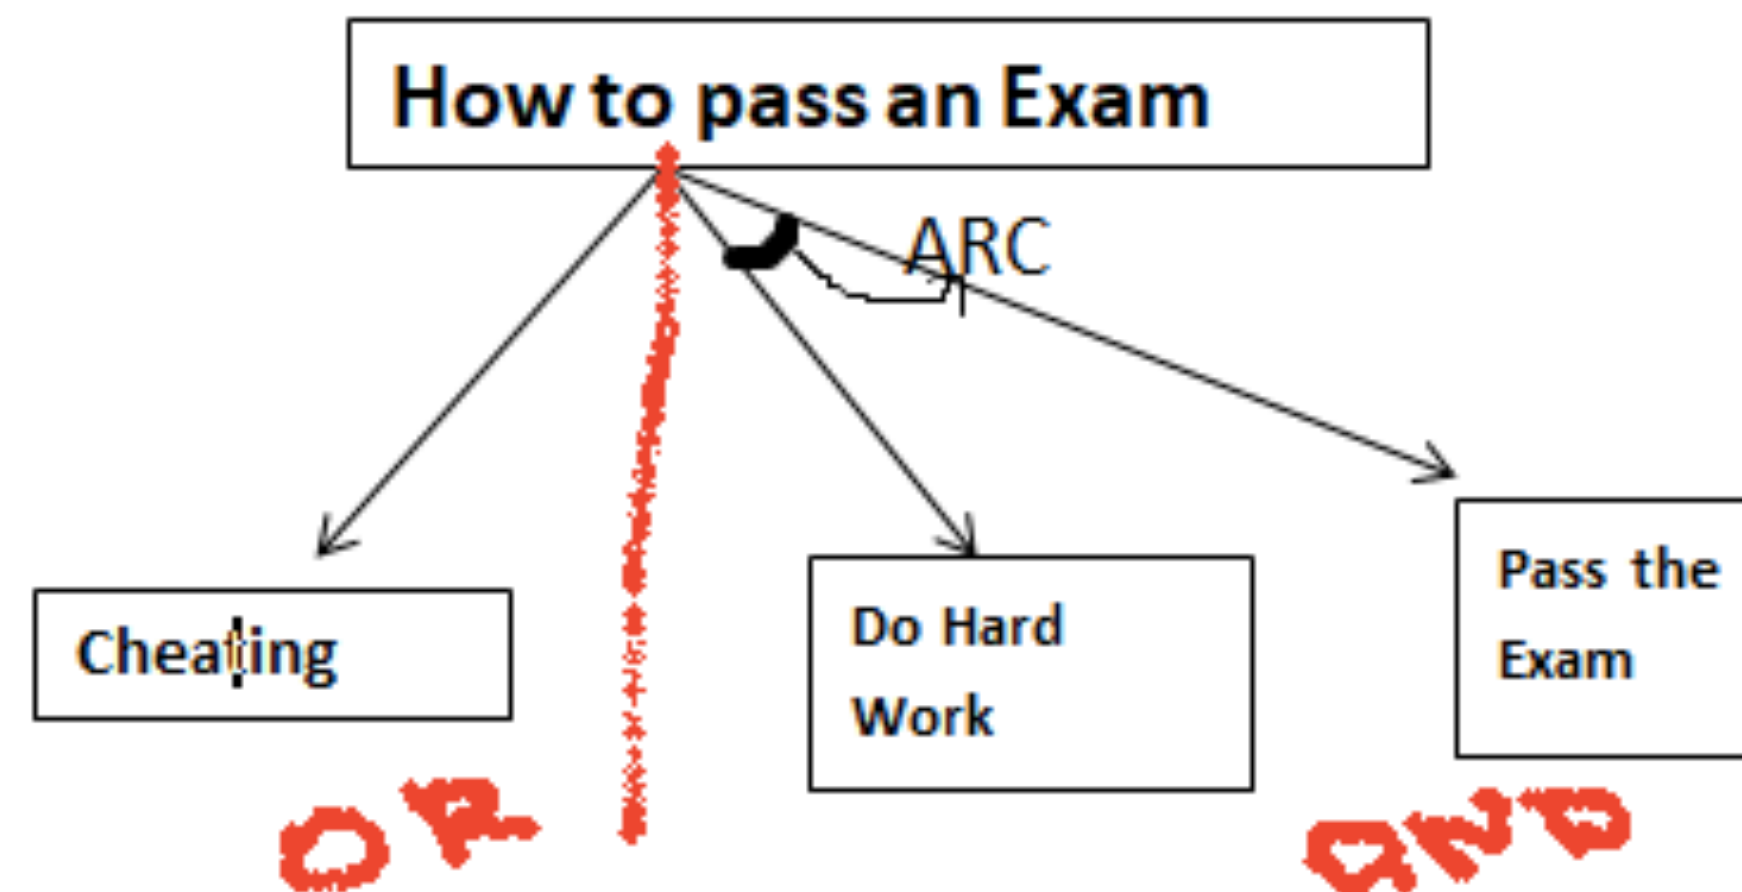 How to pass an Exam
ARC
Cheating
Do Hard
Work
Pass the
Exam
OR
AND